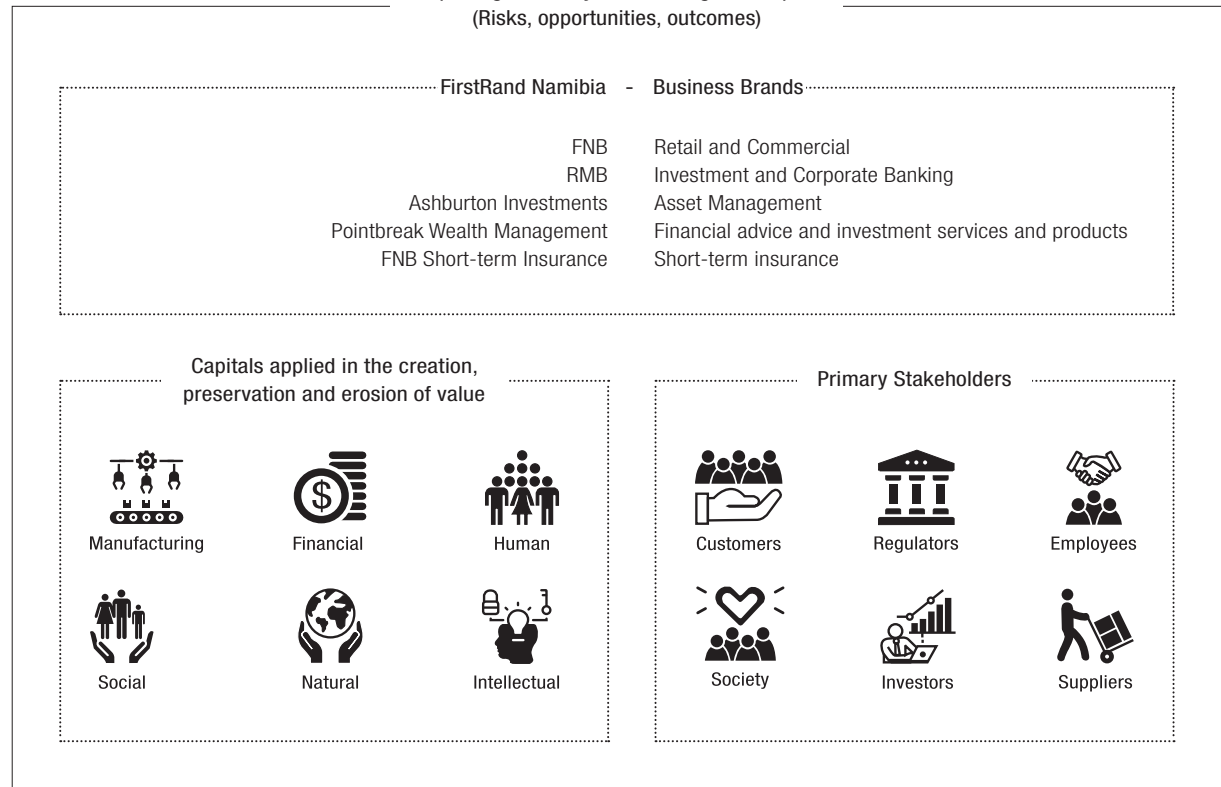 (Risks, opportunities, outcomes)
FirstRand Namibia - Business Brands
FNB Retail and Commercial
RMB Investment and Corporate Banking
Ashburton Investments Asset Management
Pointbreak Wealth Management Financial advice and investment services and products
FNB Short-term Insurance Short-term insurance
Capitals applied in the creation,
preservation and erosion of value
Manufacturing Financial Human
Social Natural Intellectual
Primary Stakeholders
Customers Regulators Employees
Society Investors Suppliers